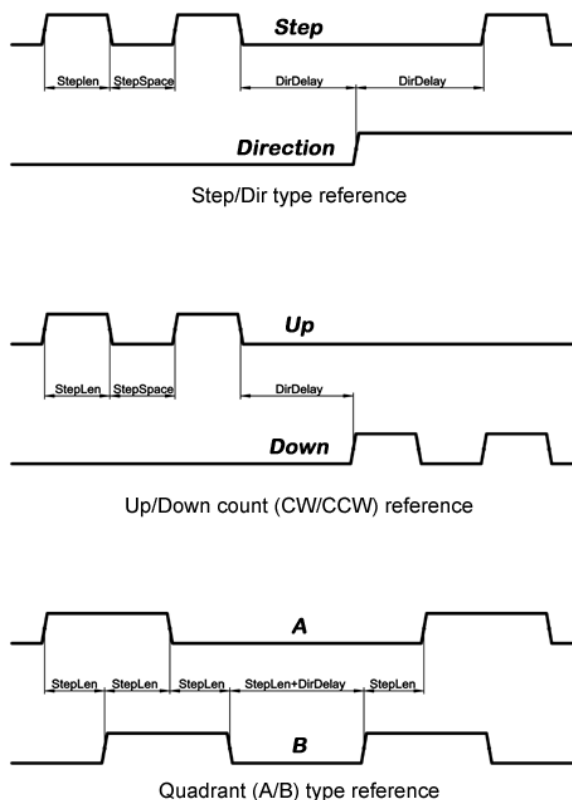 Step
Steplen StepSpace DirDelay DirDelay
Direction
Step/Dir type reference
Up
StepLen StepSpace DirDelay
Down
Up/Down count (CW/CCW) reference
A
StepLen StepLen StepLen StepLen+DirDelay StepLen
B
Quadrant (A/B) type reference